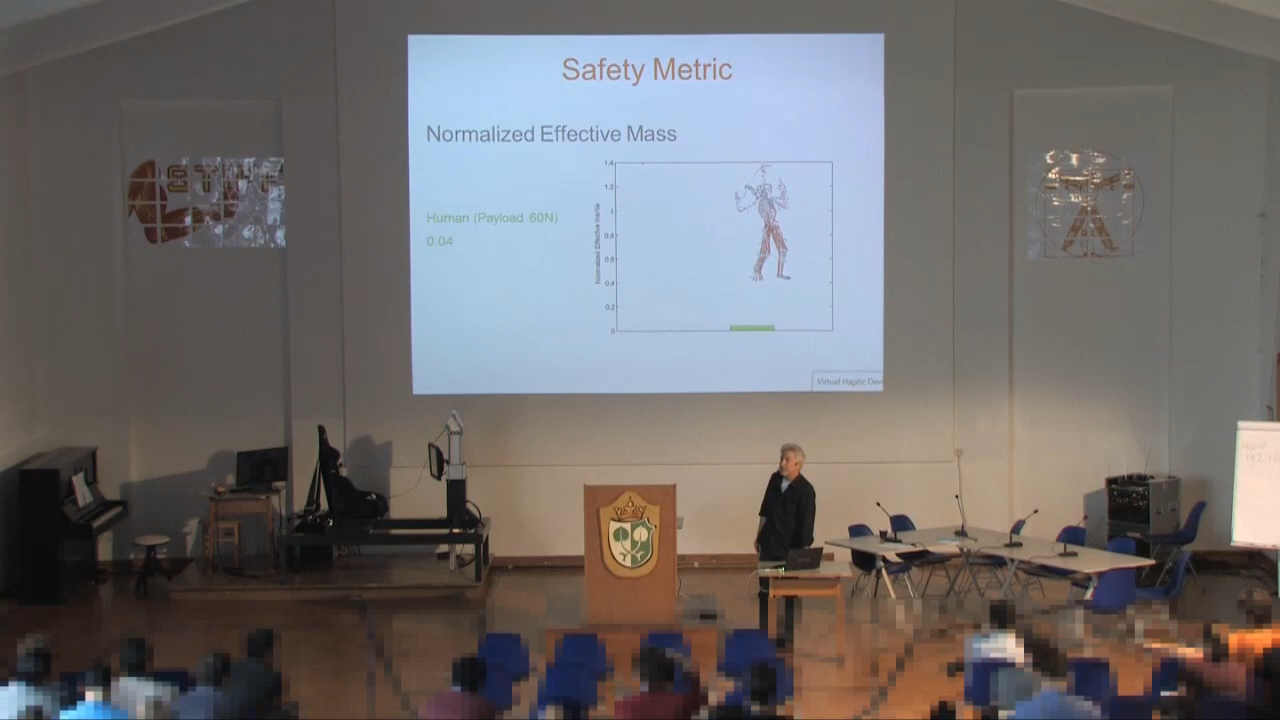 Safety Metric
Normalized Effective Mass
Human (Payload 60N)
0.04
Normalized Effective Inertia
1.4
1.2
1
0.8
0.6
0.4
0.2
0
Virtual Haptic Dev
STIFF